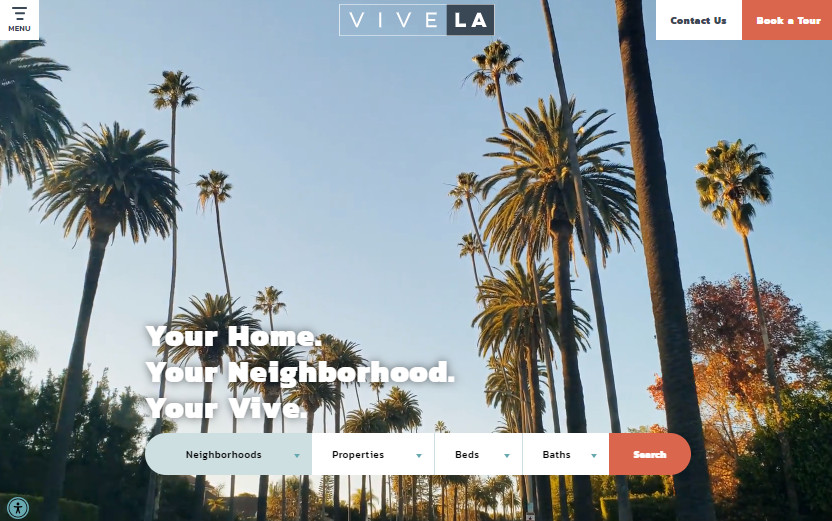 MENU
VIVE LA
Contact Us
Book a Tour
Your Home.
Your Neighborhood.
Your Vive.
Neighborhoods
Properties
Beds
Baths
Search